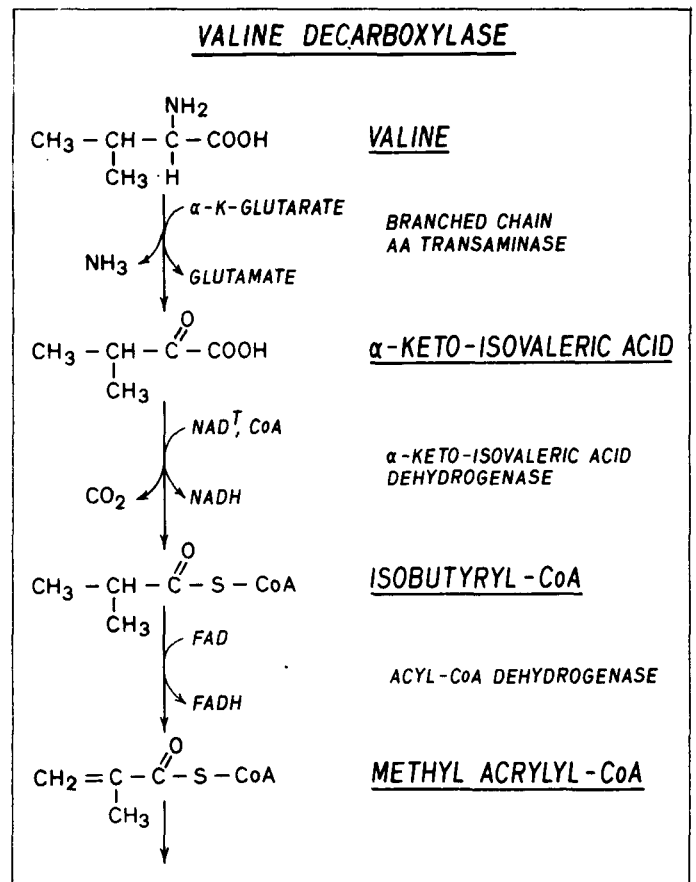 VALINE DECARBOXYLASE
NH2
CH3 – CH – C – COOH
VALINE
CH3 H
α-K-GLUTARATE
BRANCHED CHAIN
AA TRANSAMINASE
NH3
GLUTAMATE
O
CH3 – CH – C – COOH
α-KETO-ISOVALERIC ACID
CH3
NAD⁺, CoA
α-KETO-ISOVALERIC ACID
DEHYDROGENASE
CO2
NADH
O
CH3 – CH – C – S – CoA
ISOBUTYRYL-CoA
CH3
FAD
ACYL-CoA DEHYDROGENASE
FADH
O
CH2=C – C – S – CoA
METHYL ACRYLYL-CoA
CH3